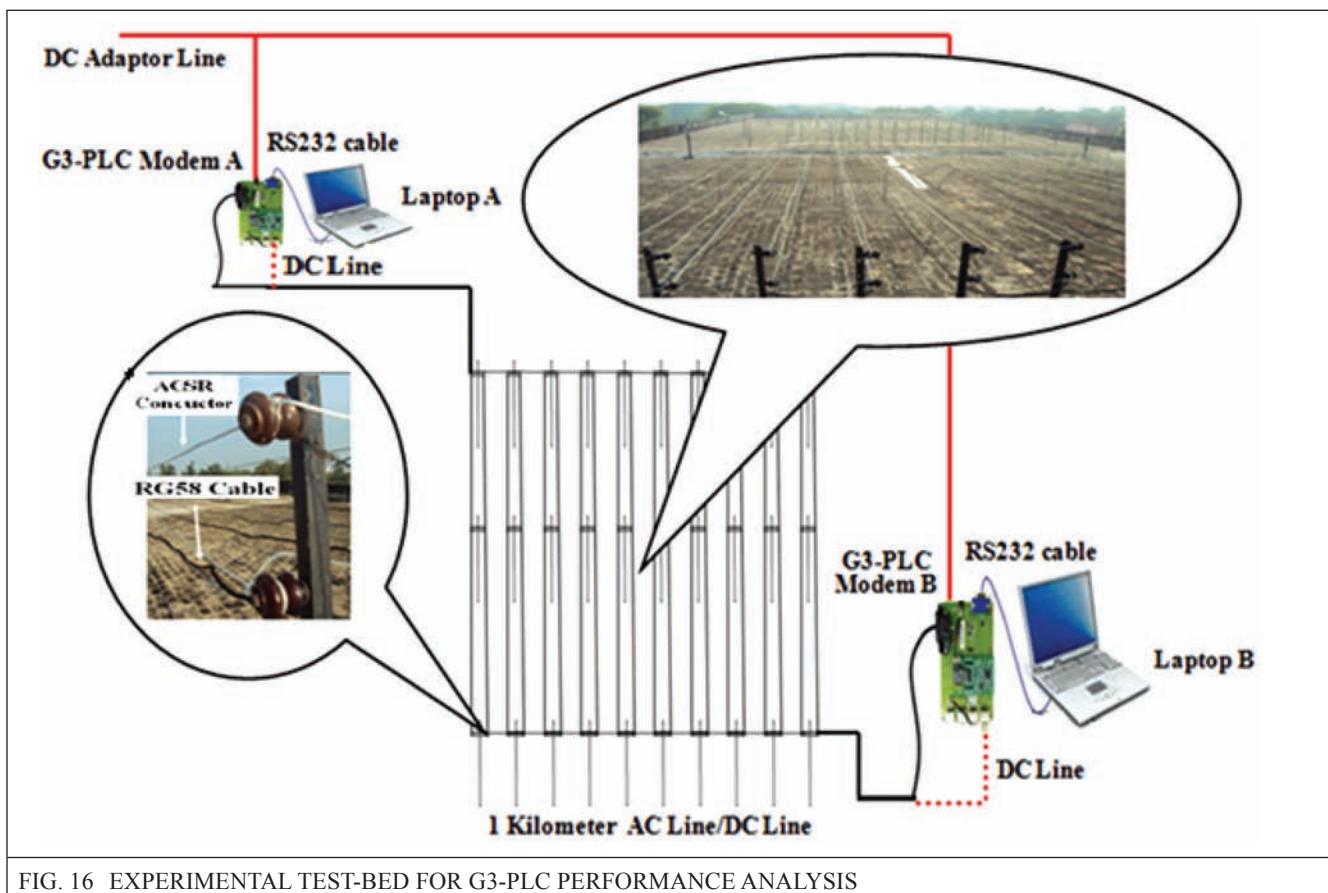 DC Adaptor Line
RS232 cable
G3-PLC Modem A
Laptop A
DC Line
ACSR
Conductor
RG58 Cable
RS232 cable
G3-PLC
Modem B
Laptop B
DC Line
1 Kilometer AC Line/DC Line
FIG. 16 EXPERIMENTAL TEST-BED FOR G3-PLC PERFORMANCE ANALYSIS